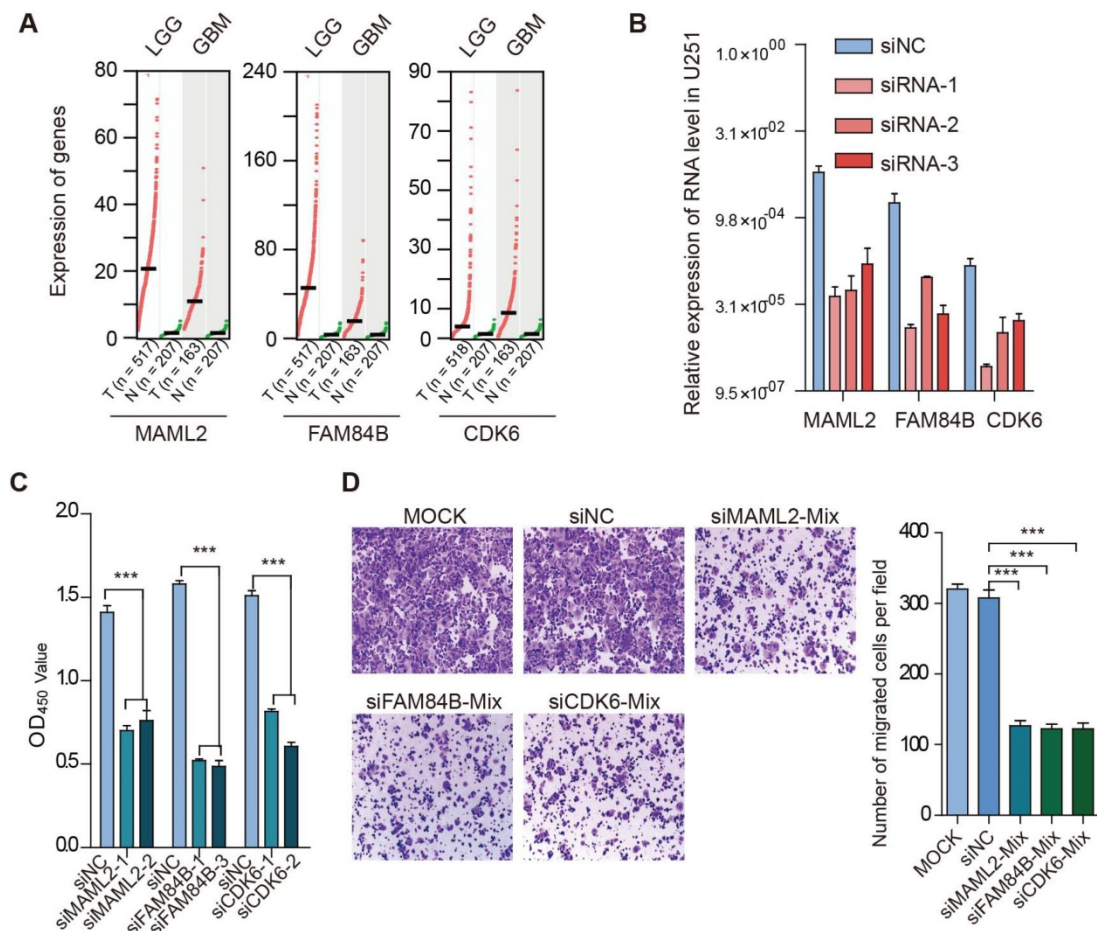 A
LGG
GBM
LGG
GBM
LGG
GBM
Expression of genes
80
60
40
20
0
240
160
80
0
90
60
30
10
0
T (n = 517)
N (n = 207)
T (n = 163)
N (n = 207)
T (n = 517)
N (n = 207)
T (n = 163)
N (n = 207)
T (n = 518)
N (n = 207)
T (n = 163)
N (n = 207)
MAML2
FAM84B
CDK6
B
Relative expression of RNA level in U251
1.0×10⁰⁰
3.1×10⁻⁰²
9.8×10⁻⁰⁴
3.1×10⁻⁰⁵
9.5×10⁻⁰⁷
siNC
siRNA-1
siRNA-2
siRNA-3
MAML2
FAM84B
CDK6
C
OD₄₅₀ Value
2.0
1.5
1.0
0.5
0.0
***
***
***
siNC
siMAML2-1
siMAML2-2
siNC
siFAM84B-1
siFAM84B-3
siNC
siCDK6-1
siCDK6-2
D
MOCK
siNC
siMAML2-Mix
siFAM84B-Mix
siCDK6-Mix
Number of migrated cells per field
400
300
200
100
0
***
***
***
MOCK
siNC
siMAML2-Mix
siFAM84B-Mix
siCDK6-Mix